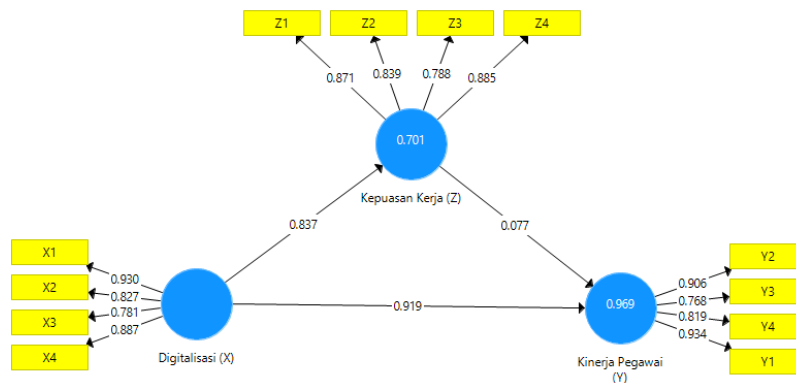 Z1
Z2
Z3
Z4
0.871
0.839
0.788
0.885
0.701
Kepuasan Kerja (Z)
0.837
0.077
X1
X2
X3
X4
0.930
0.827
0.781
0.887
Digitalisasi (X)
0.919
0.969
Kinerja Pegawai
(Y)
0.906
0.768
0.819
0.934
Y2
Y3
Y4
Y1